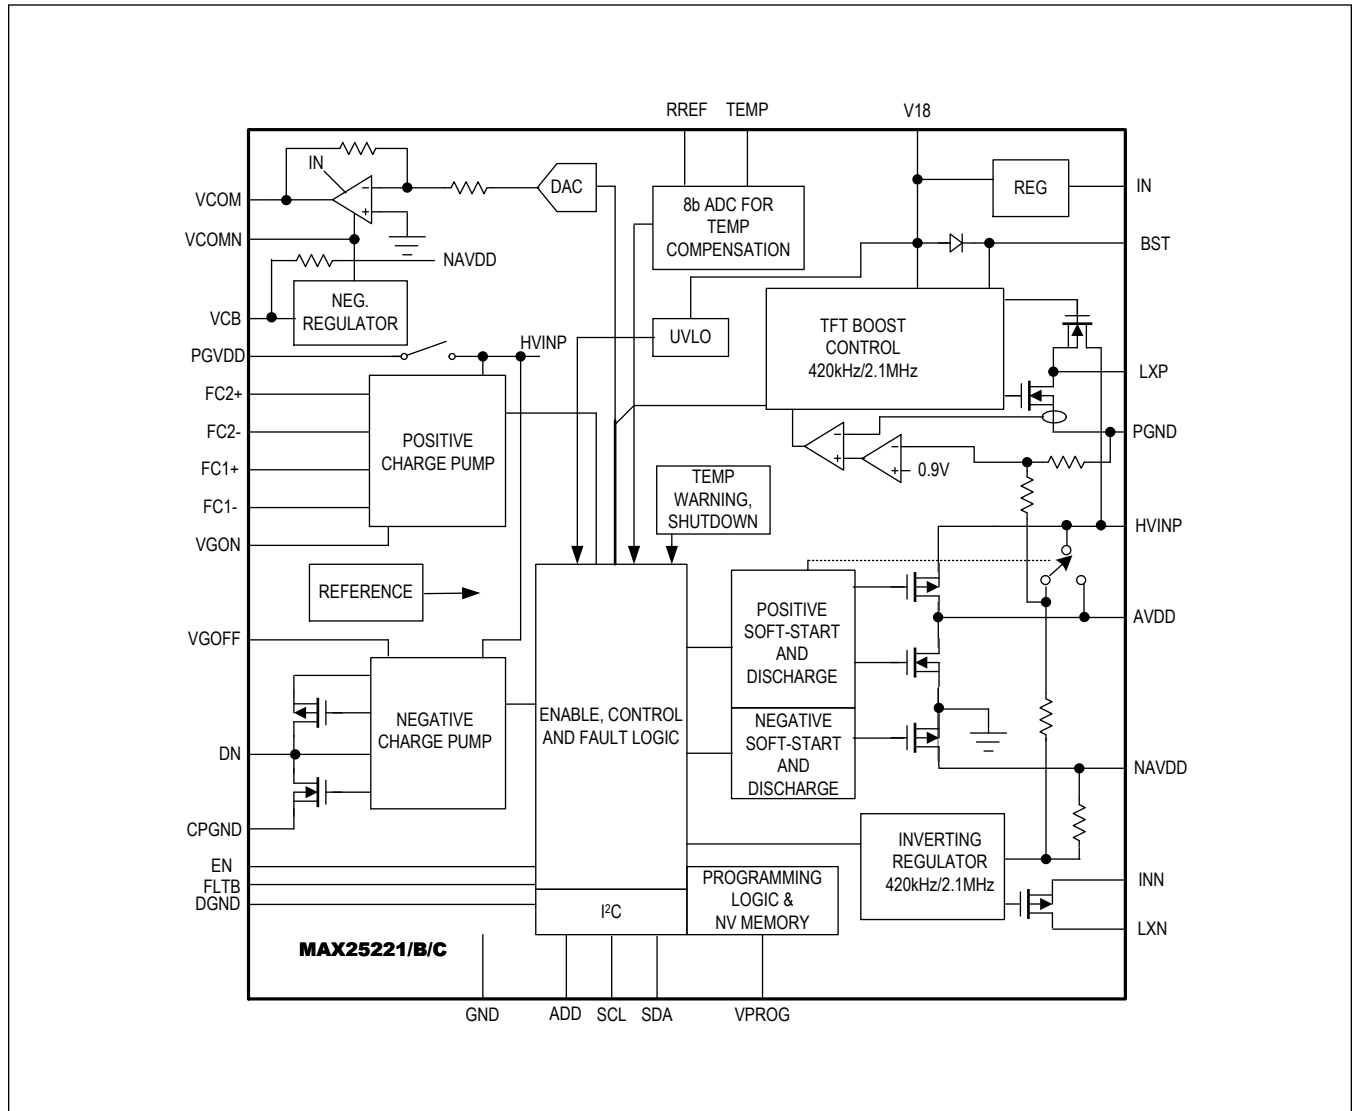 RREF TEMP V18
IN
DAC
REG
IN
VCOM
8b ADC FOR
TEMP
COMPENSATION
VCOMN
BST
NAVDD
NEG.
REGULATOR
VCB
UVLO
TFT BOOST
CONTROL
420kHz/2.1MHz
PGVDD
HVINP
LXP
FC2+
FC2-
FC1+
FC1-
POSITIVE
CHARGE PUMP
PGND
0.9V
TEMP
WARNING,
SHUTDOWN
HVINP
VGON
REFERENCE
POSITIVE
SOFT-START
AND
DISCHARGE
AVDD
VGOFF
NEGATIVE
CHARGE PUMP
ENABLE, CONTROL
AND FAULT LOGIC
NEGATIVE
SOFT-START
AND
DISCHARGE
DN
NAVDD
CPGND
INVERTING
REGULATOR
420kHz/2.1MHz
EN
FLTB
DGND
I²C
PROGRAMMING
LOGIC &
NV MEMORY
INN
LXN
MAX25221/B/C
GND ADD SCL SDA VPROG